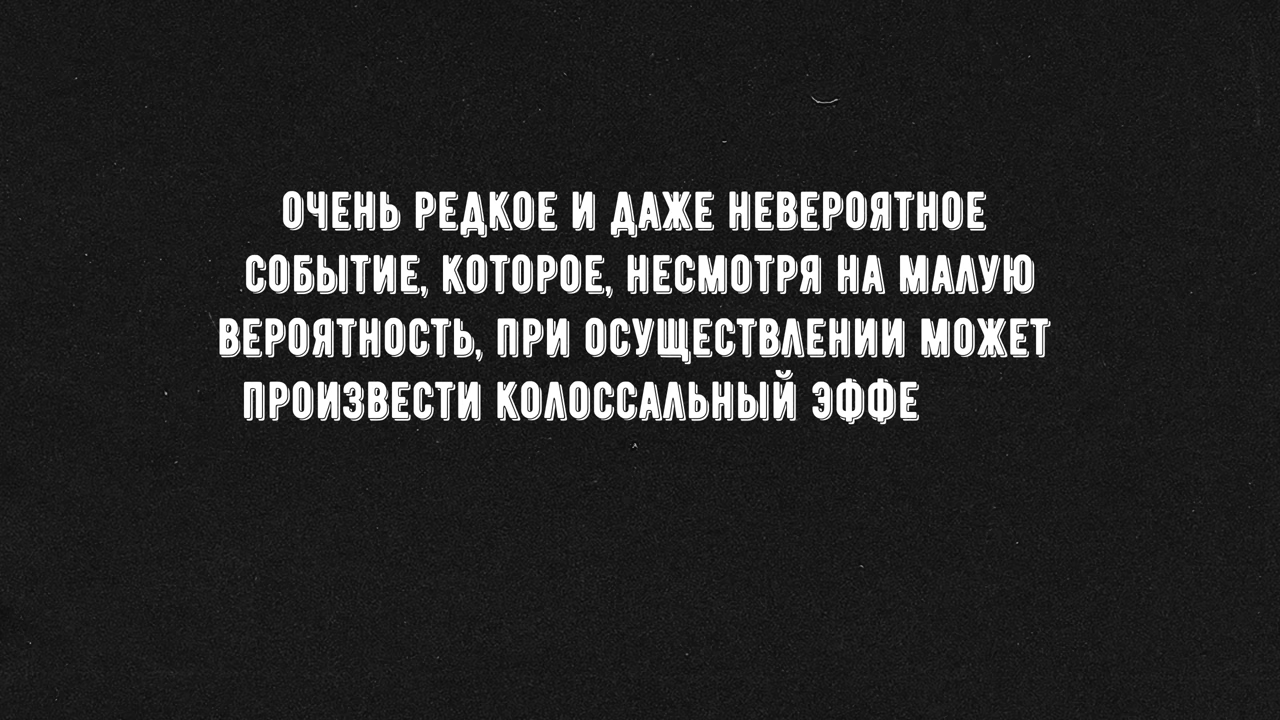 ОЧЕНЬ РЕДКОЕ И ДАЖЕ НЕВЕРОЯТНОЕ
СОБЫТИЕ, КОТОРОЕ, НЕСМОТРЯ НА МАЛУЮ
ВЕРОЯТНОСТЬ, ПРИ ОСУЩЕСТВЛЕНИИ МОЖЕТ
ПРОИЗВЕСТИ КОЛОССАЛЬНЫЙ ЭФФЕ